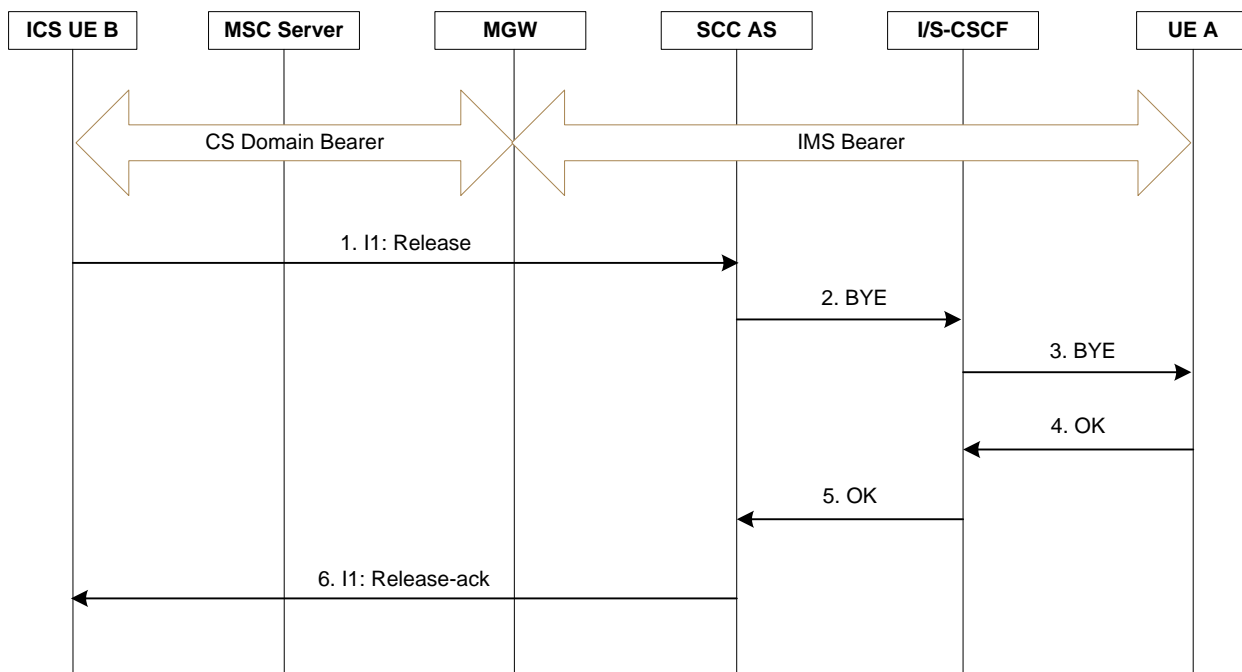 ICS UE B
MSC Server
MGW
SCC AS
I/S-CSCF
UE A
CS Domain Bearer
IMS Bearer
1. I1: Release
2. BYE
3. BYE
4. OK
5. OK
6. I1: Release-ack